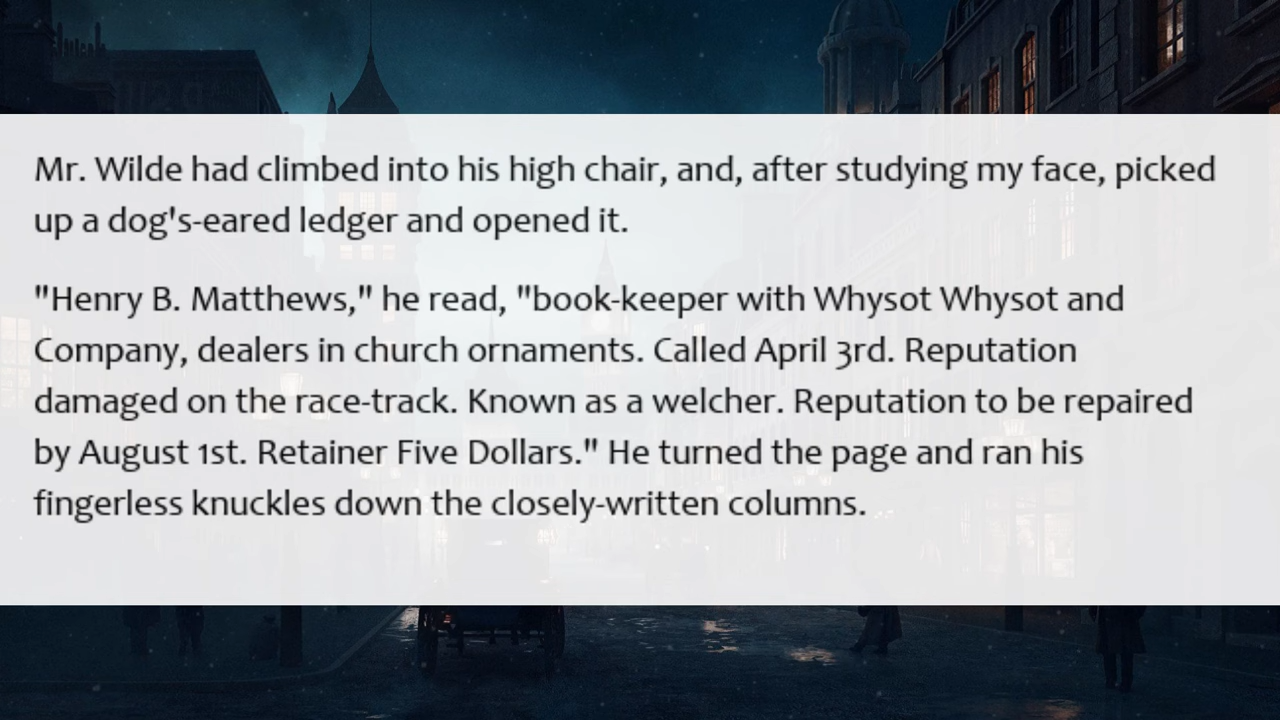 Mr. Wilde had climbed into his high chair, and, after studying my face, picked
up a dog's-eared ledger and opened it.
"Henry B. Matthews," he read, "book-keeper with Whysot Whysot and
Company, dealers in church ornaments. Called April 3rd. Reputation
damaged on the race-track. Known as a welcher. Reputation to be repaired
by August 1st. Retainer Five Dollars." He turned the page and ran his
fingerless knuckles down the closely-written columns.